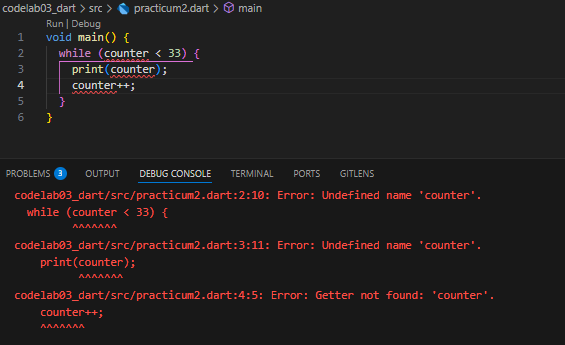 codelab03_dart > src > practicum2.dart > main
Run | Debug
1 void main() {
2 while (counter < 33) {
3 print(counter);
4 counter++;
5 }
6 }
PROBLEMS 3 OUTPUT DEBUG CONSOLE TERMINAL PORTS GITLENS
codelab03_dart/src/practicum2.dart:2:10: Error: Undefined name 'counter'.
while (counter < 33) {
^^^^^^^
codelab03_dart/src/practicum2.dart:3:11: Error: Undefined name 'counter'.
print(counter);
^^^^^^^
codelab03_dart/src/practicum2.dart:4:5: Error: Getter not found: 'counter'.
counter++;
^^^^^^^